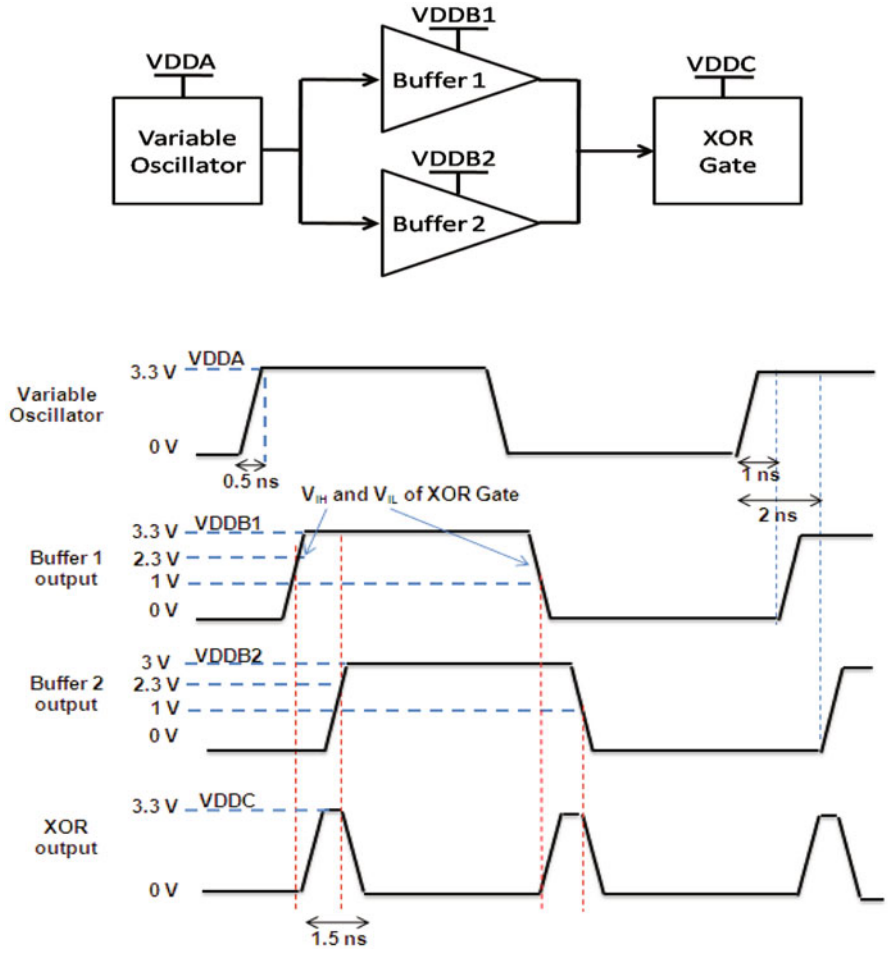 VDDB1
VDDA
Buffer 1
VDDC
Variable
Oscillator
XOR
Gate
VDDB2
Buffer 2
VDDA
3.3 V
Variable
Oscillator
0 V
0.5 ns
1 ns
2 ns
VIH and VIL of XOR Gate
VDDB1
3.3 V
Buffer 1
output
2.3 V
1 V
0 V
VDDB2
3 V
Buffer 2
output
2.3 V
1 V
0 V
VDDC
3.3 V
XOR
output
0 V
1.5 ns